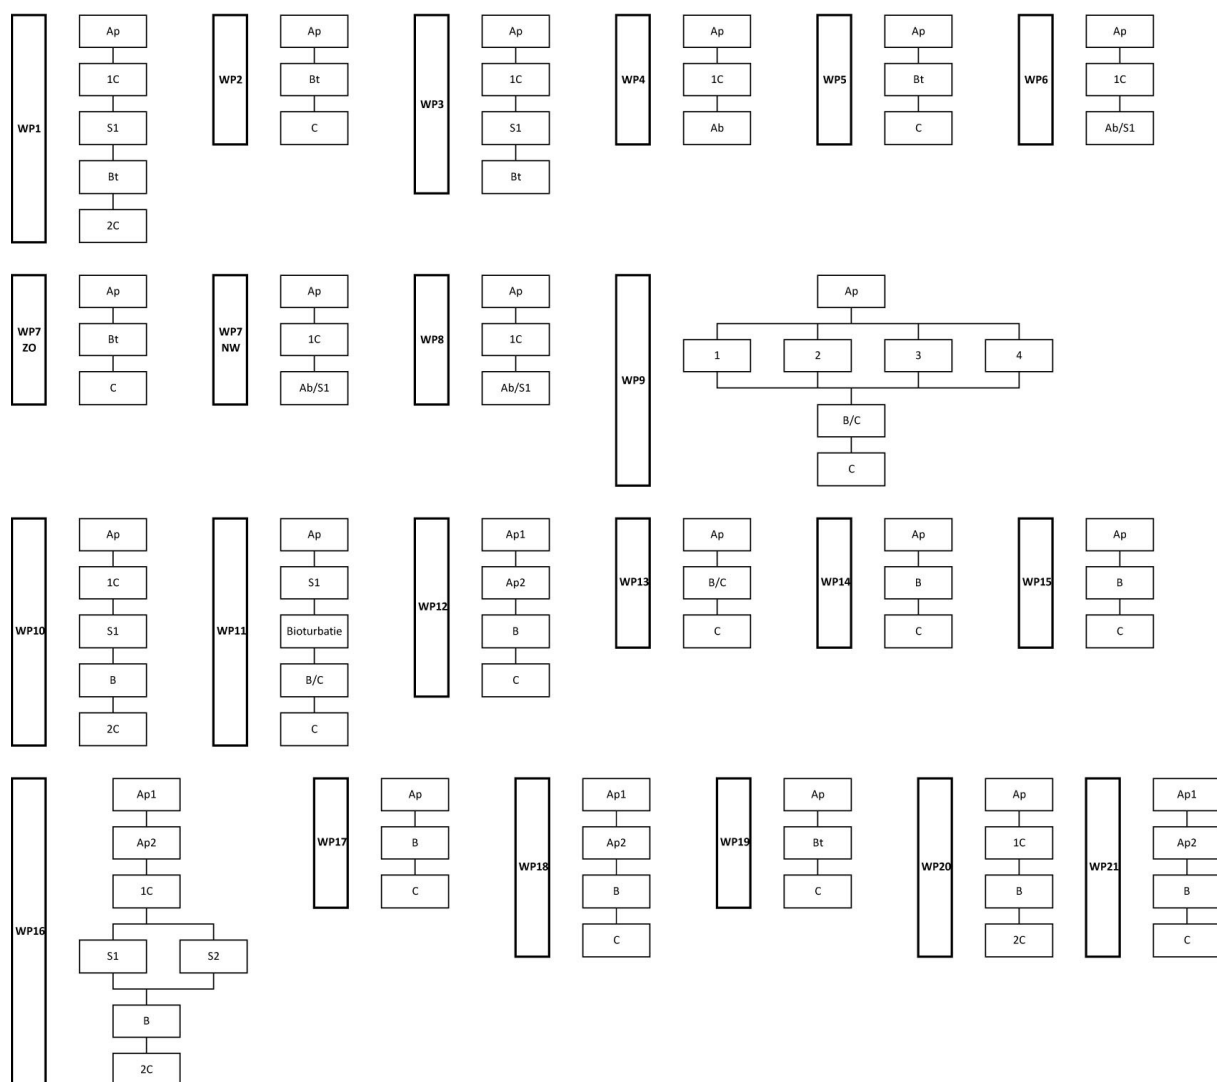 WP1
Ap
1C
S1
Bt
2C
WP2
Ap
Bt
C
WP3
Ap
1C
S1
Bt
WP4
Ap
1C
Ab
WP5
Ap
Bt
C
WP6
Ap
1C
Ab/S1
WP7
ZO
Ap
Bt
C
WP7
NW
Ap
1C
Ab/S1
WP8
Ap
1C
Ab/S1
WP9
Ap
1
2
3
4
B/C
C
WP10
Ap
1C
S1
B
2C
WP11
Ap
S1
Bioturbatie
B/C
C
WP12
Ap1
Ap2
B
C
WP13
Ap
B/C
C
WP14
Ap
B
C
WP15
Ap
B
C
WP16
Ap1
Ap2
1C
S1
S2
B
2C
WP17
Ap
B
C
WP18
Ap1
Ap2
B
C
WP19
Ap
Bt
C
WP20
Ap
1C
B
2C
WP21
Ap1
Ap2
B
C